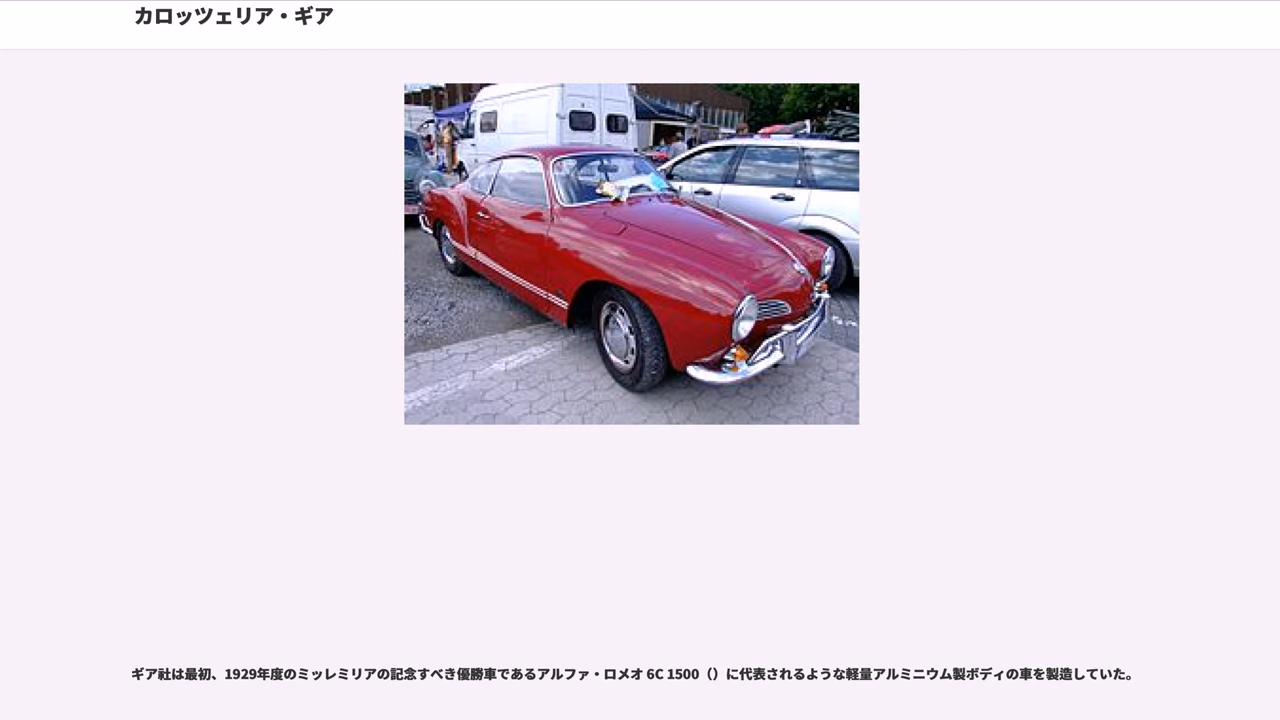 カロッツェリア・ギア
ギア社は最初、1929年度のミッレミリアの記念すべき優勝車であるアルファ・ロメオ 6C 1500（）に代表されるような軽量アルミニウム製ボディの車を製造していた。